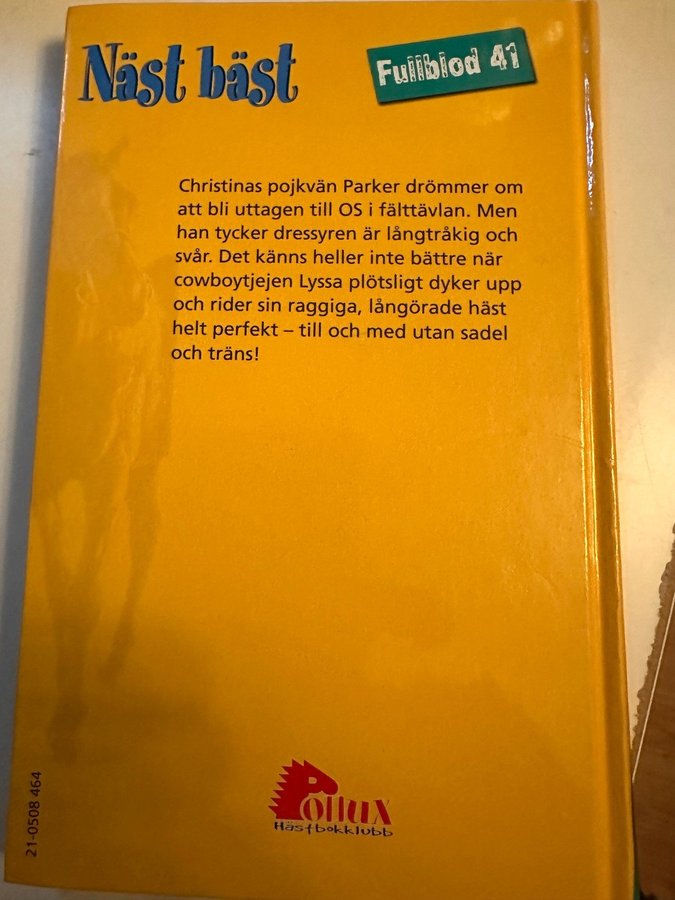 Näst bäst
Fullblod 41
Christinas pojkvän Parker drömmer om
att bli uttagen till OS i fälttävlan. Men
han tycker dressyren är långtråkig och
svår. Det känns heller inte bättre när
cowboytjejen Lyssa plötsligt dyker upp
och rider sin raggiga, långörade häst
helt perfekt – till och med utan sadel
och träns!
Pollux
Hästbokklubb
21-0508 464